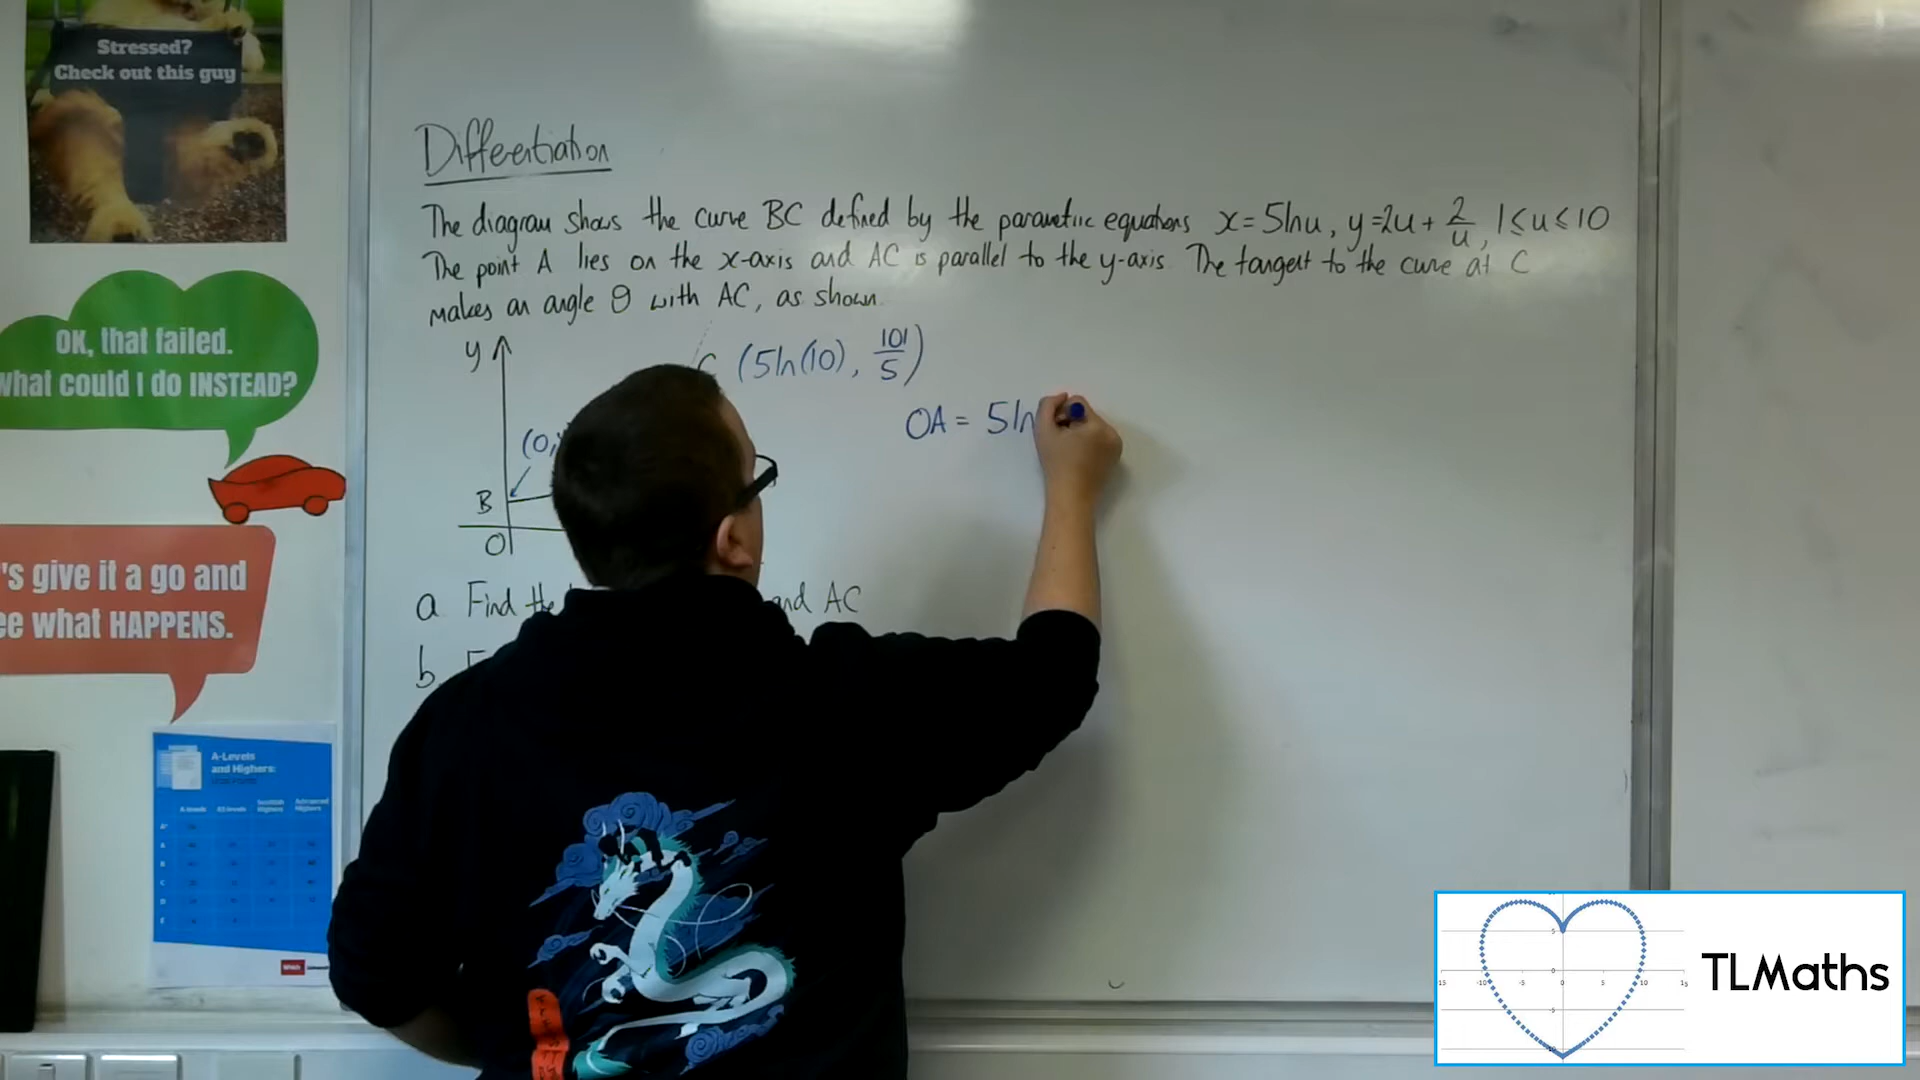 Stressed?
Check out this guy
OK, that failed.
What could I do INSTEAD?
's give it a go and
ee what HAPPENS.
A-Levels
and Highers:
Differentiation
The diagram shows the curve BC defined by the parametric equations x=5lnu, y=2u+2/u, 1≤u≤10
The point A lies on the x-axis and AC is parallel to the y-axis. The tangent to the curve at C
makes an angle θ with AC, as shown.
y
C (5ln(10), 101/5)
OA = 5ln
(0,
B
O
a Find the and AC
b
TLMaths